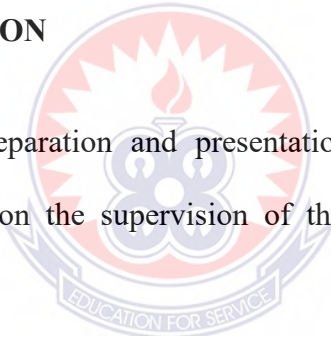 ON
eparation and presentatio
on the supervision of th
EDUCATION FOR SERVICE